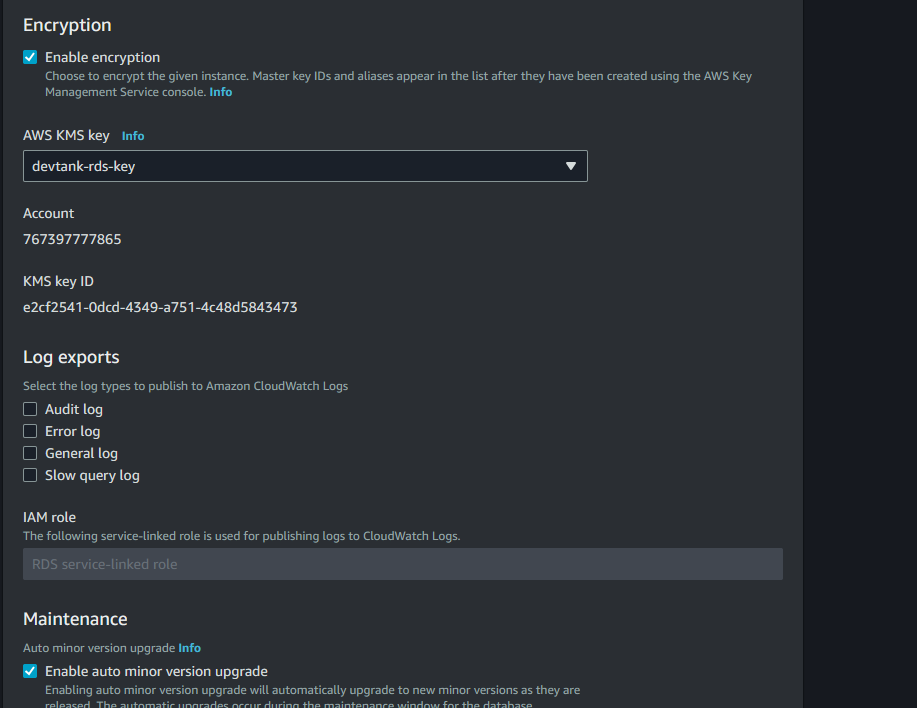 Encryption
Enable encryption
Choose to encrypt the given instance. Master key IDs and aliases appear in the list after they have been created using the AWS Key
Management Service console. Info
AWS KMS key Info
devtank-rds-key
Account
767397777865
KMS key ID
e2cf2541-0dcd-4349-a751-4c48d5843473
Log exports
Select the log types to publish to Amazon CloudWatch Logs
Audit log
Error log
General log
Slow query log
IAM role
The following service-linked role is used for publishing logs to CloudWatch Logs.
RDS service-linked role
Maintenance
Auto minor version upgrade Info
Enable auto minor version upgrade
Enabling auto minor version upgrade will automatically upgrade to new minor versions as they are
released. The automatic upgrades occur during the maintenance window for the database.